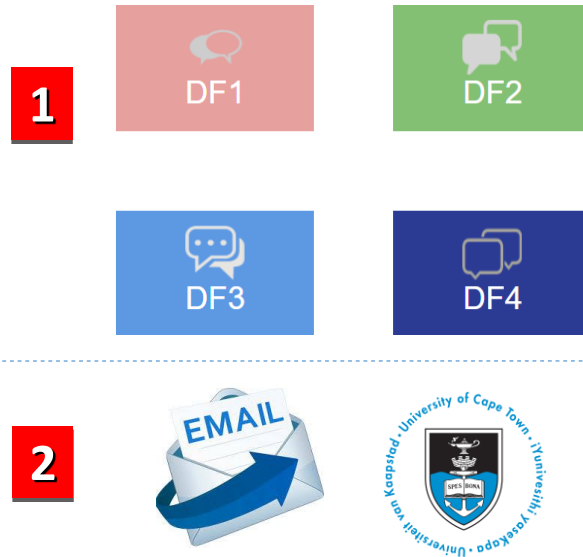 1
DF1
DF2
DF3
DF4
2
EMAIL
University of Cape Town · iYunivesithi yaseKapa · Universiteit van Kaapstad ·
SPES BONA